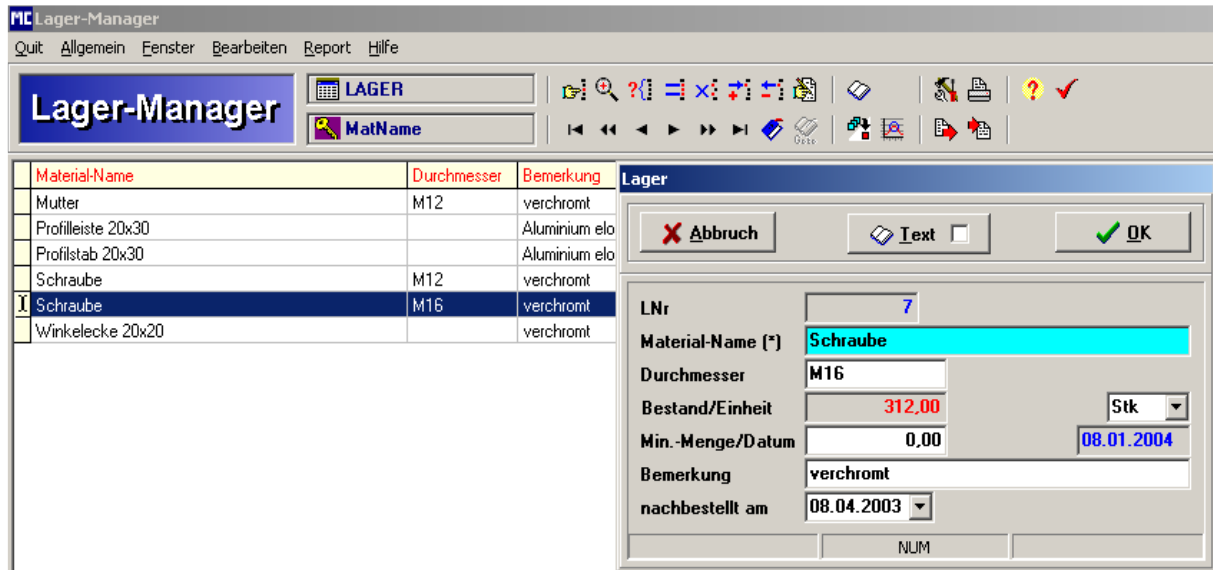 MC Lager-Manager
Quit Allgemein Fenster Bearbeiten Report Hilfe
Lager-Manager
LAGER
MatName
Goto
Material-Name Durchmesser Bemerkung
Mutter M12 verchromt
Profilleiste 20x30 Aluminium elo
Profilstab 20x30 Aluminium elo
Schraube M12 verchromt
Schraube M16 verchromt
Winkelecke 20x20 verchromt
Lager
Abbruch Text OK
LNr 7
Material-Name (*) Schraube
Durchmesser M16
Bestand/Einheit 312,00 Stk
Min.-Menge/Datum 0,00 08.01.2004
Bemerkung verchromt
nachbestellt am 08.04.2003
NUM